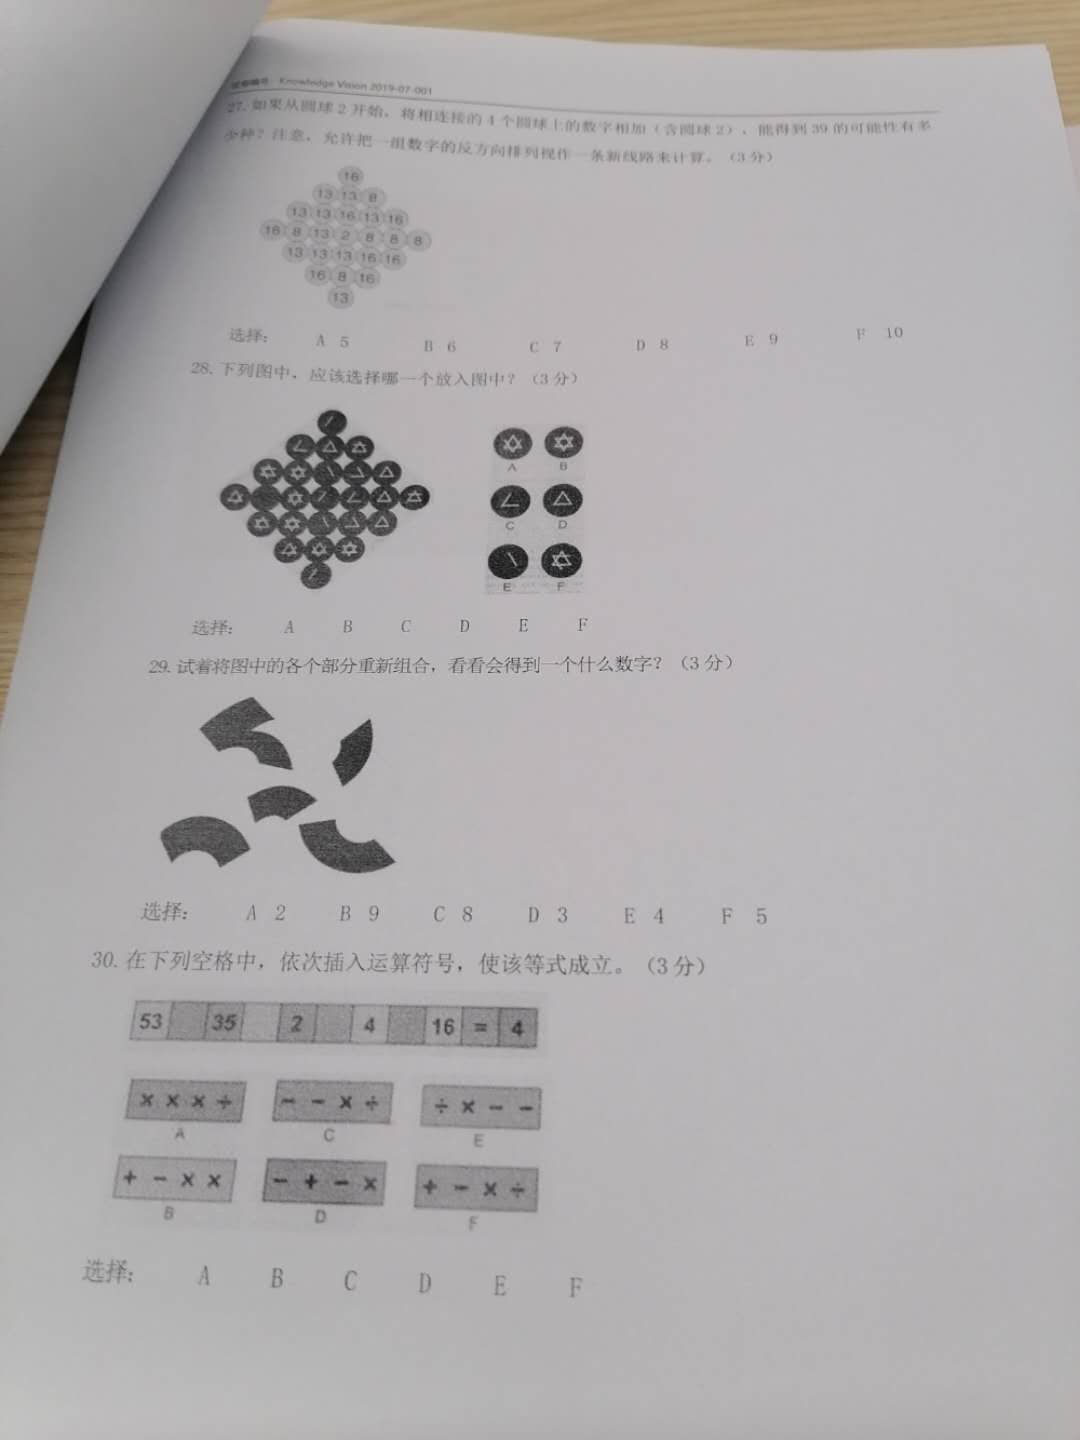 试卷编号: Knowledge Vision 2019-07-001
27. 如果从圆球 2 开始，将相连接的 4 个圆球上的数字相加（含圆球 2），能得到 39 的可能性有多
少种？注意，允许把一组数字的反方向排列视作一条新线路来计算。（3 分）
16
13 13 8
13 13 16 13 16
16 8 13 2 8 8 8
13 13 13 16 16
16 8 16
13
选择： A 5 B 6 C 7 D 8 E 9 F 10
28. 下列图中，应该选择哪一个放入图中？（3 分）
A B
C D
E F
选择： A B C D E F
29. 试着将图中的各个部分重新组合，看看会得到一个什么数字？（3 分）
选择： A 2 B 9 C 8 D 3 E 4 F 5
30. 在下列空格中，依次插入运算符号，使该等式成立。（3 分）
53 35 2 4 16 = 4
× × × ÷ − − × ÷ ÷ × − −
A C E
+ − × × − + − × + − × ÷
B D F
选择： A B C D E F